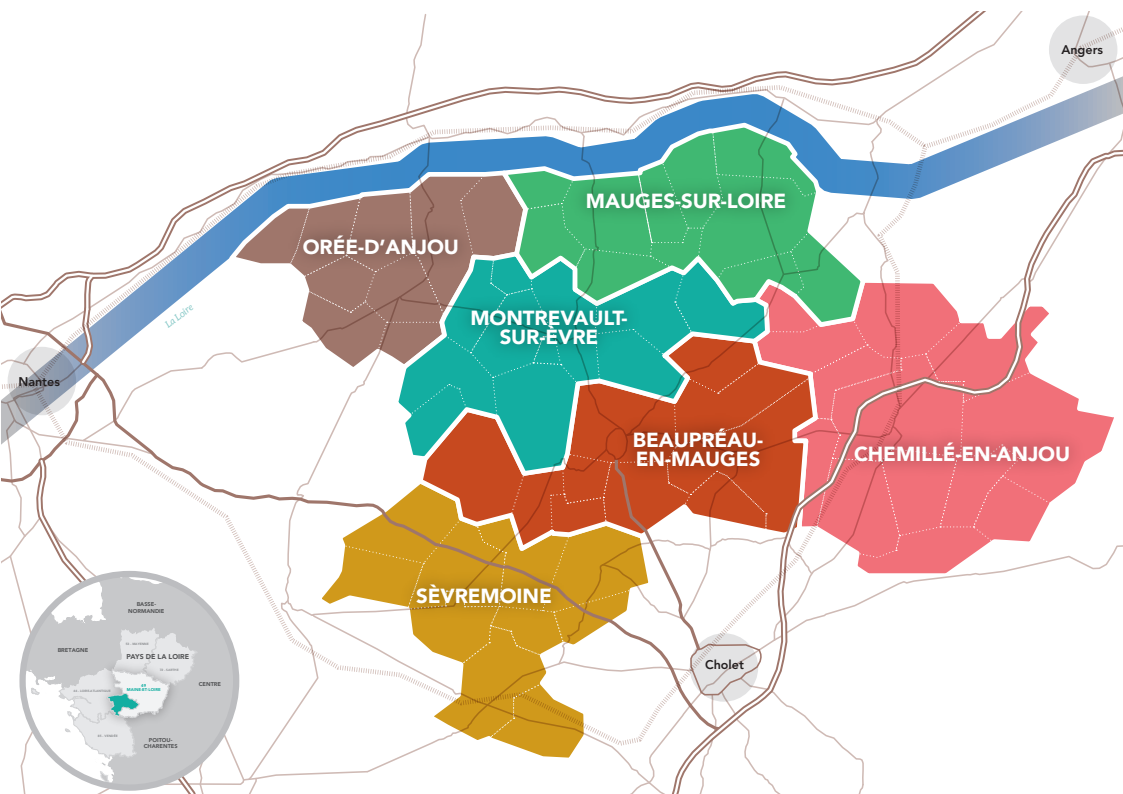 Angers
MAUGES-SUR-LOIRE
ORÉE-D'ANJOU
La Loire
MONTREVAULT-
SUR-ÈVRE
Nantes
BEAUPRÉAU-
EN-MAUGES
CHEMILLÉ-EN-ANJOU
SÈVREMOINE
Cholet
BASSE-
NORMANDIE
BRETAGNE
PAYS DE LA LOIRE
CENTRE
MAINE-ET-LOIRE
POITOU-
CHARENTES